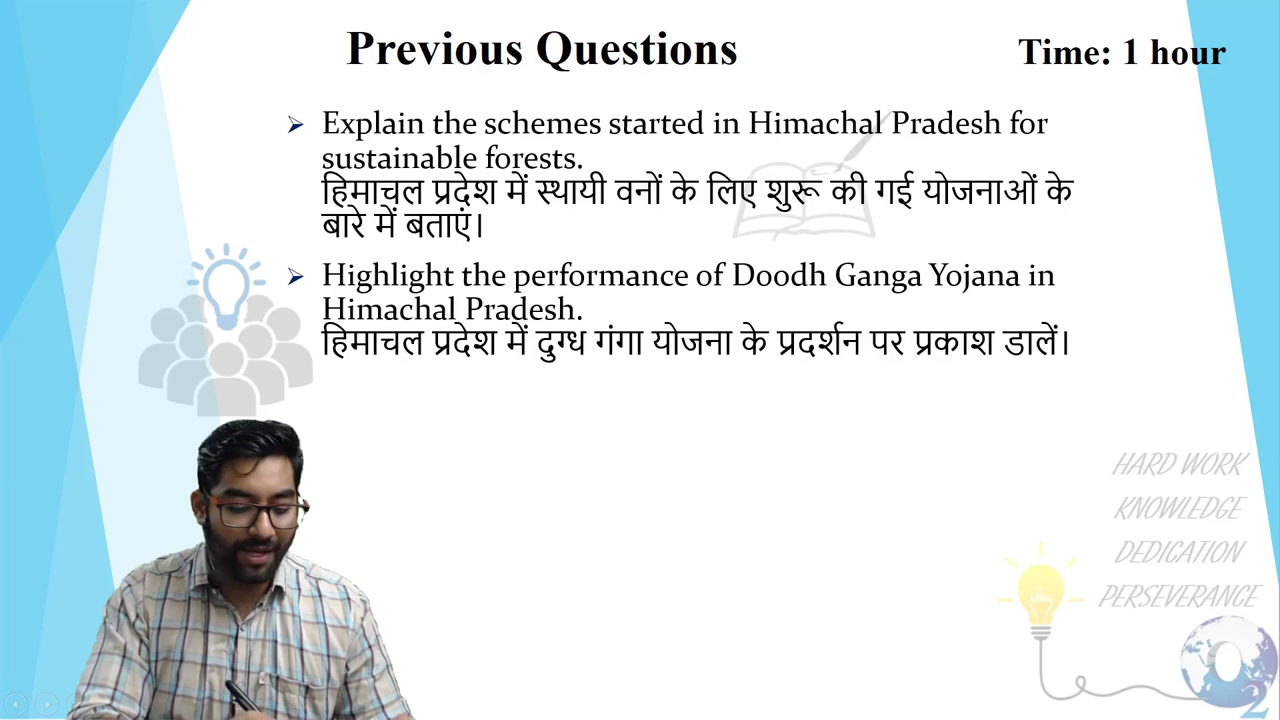 Previous Questions
Time: 1 hour
Explain the schemes started in Himachal Pradesh for
sustainable forests.
हिमाचल प्रदेश में स्थायी वनों के लिए शुरू की गई योजनाओं के
बारे में बताएं।
Highlight the performance of Doodh Ganga Yojana in
Himachal Pradesh.
हिमाचल प्रदेश में दुग्ध गंगा योजना के प्रदर्शन पर प्रकाश डालें।
HARD WORK
KNOWLEDGE
DEDICATION
PERSEVERANCE
O2